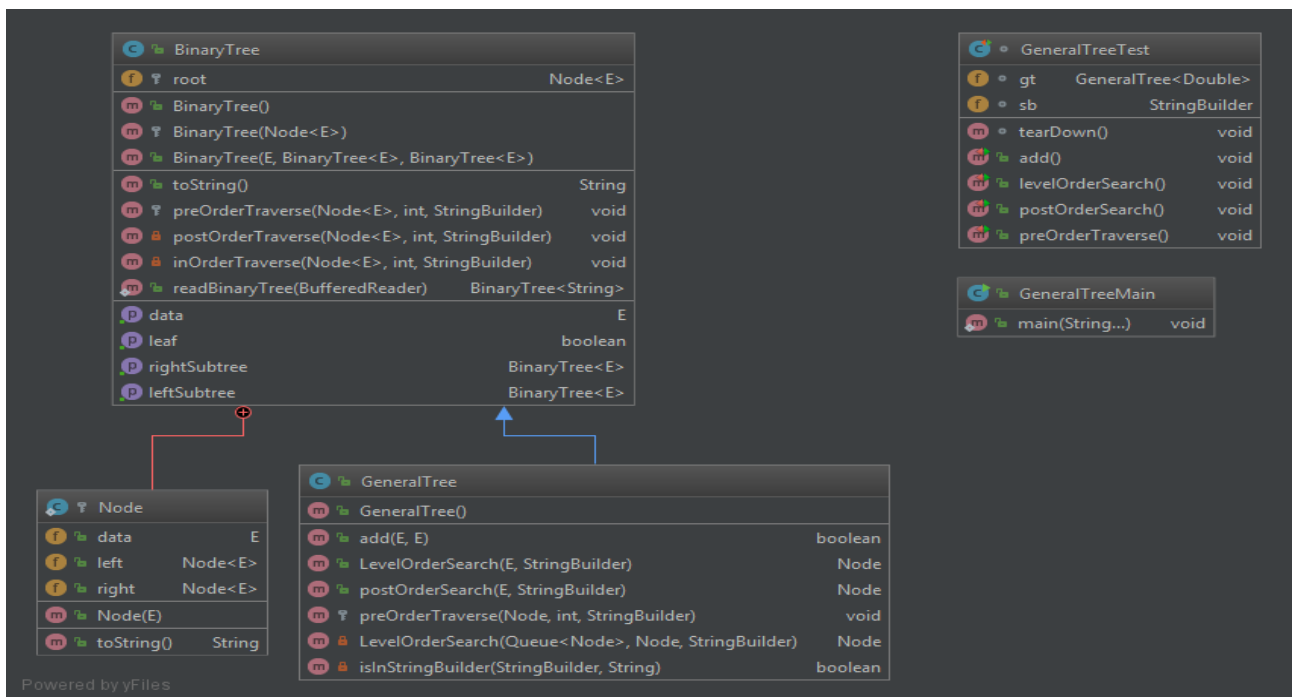 BinaryTree
root Node<E>
BinaryTree()
BinaryTree(Node<E>)
BinaryTree(E, BinaryTree<E>, BinaryTree<E>)
toString() String
preOrderTraverse(Node<E>, int, StringBuilder) void
postOrderTraverse(Node<E>, int, StringBuilder) void
inOrderTraverse(Node<E>, int, StringBuilder) void
readBinaryTree(BufferedReader) BinaryTree<String>
data E
leaf boolean
rightSubtree BinaryTree<E>
leftSubtree BinaryTree<E>
GeneralTreeTest
gt GeneralTree<Double>
sb StringBuilder
tearDown() void
add() void
levelOrderSearch() void
postOrderSearch() void
preOrderTraverse() void
GeneralTreeMain
main(String...) void
Node
data E
left Node<E>
right Node<E>
Node(E)
toString() String
GeneralTree
GeneralTree()
add(E, E) boolean
LevelOrderSearch(E, StringBuilder) Node
postOrderSearch(E, StringBuilder) Node
preOrderTraverse(Node, int, StringBuilder) void
LevelOrderSearch(Queue<Node>, Node, StringBuilder) Node
isInStringBuilder(StringBuilder, String) boolean
Powered by yFiles